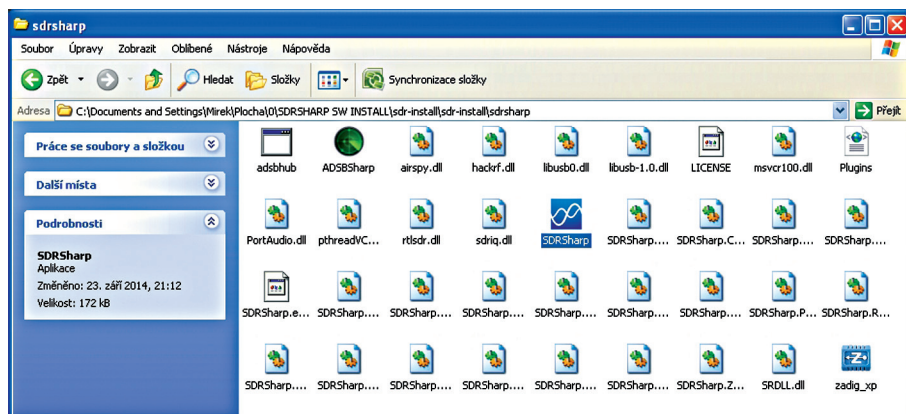 sdrsharp
Soubor Úpravy Zobrazit Oblíbené Nástroje Nápověda
Zpět Hledat Složky Synchronizace složky
Adresa C:\Documents and Settings\Mirek\Plocha\0\SDRSHARP SW INSTALL\sdr-install\sdr-install\sdrsharp Přejít
Práce se soubory a složkou
Další místa
Podrobnosti
SDRSharp
Aplikace
Změněno: 23. září 2014, 21:12
Velikost: 172 kB
adsbhub ADSBSharp airspy.dll hackrf.dll libusb0.dll libusb-1.0.dll LICENSE msvcr100.dll Plugins
PortAudio.dll pthreadVC... rtlsdr.dll sdriq.dll SDRSharp SDRSharp.... SDRSharp.C... SDRSharp.... SDRSharp....
SDRSharp.e... SDRSharp.... SDRSharp.... SDRSharp.... SDRSharp.... SDRSharp.... SDRSharp.... SDRSharp.P... SDRSharp.R...
SDRSharp.... SDRSharp.... SDRSharp.... SDRSharp.... SDRSharp.... SDRSharp.... SDRSharp.Z... SRDLL.dll zadig_xp